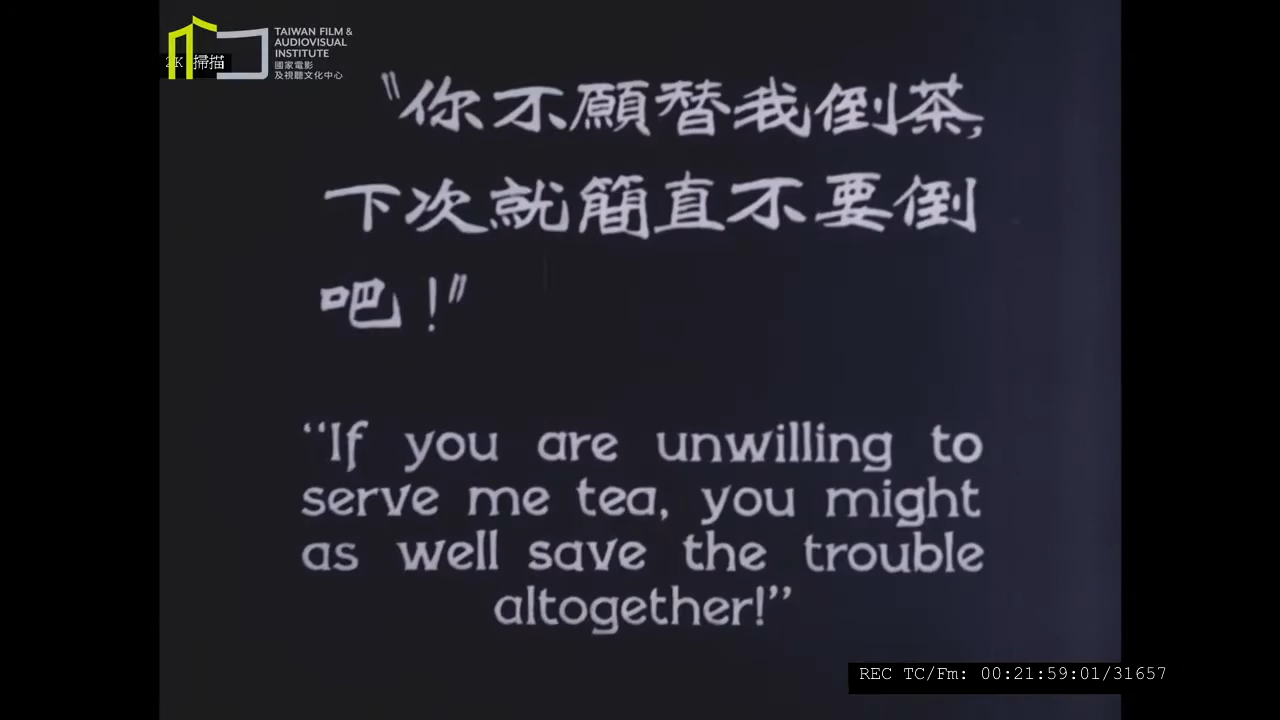 TAIWAN FILM &
AUDIOVISUAL
INSTITUTE
國家電影
及視聽文化中心
2K 掃描
"你不願替我倒茶,
下次就簡直不要倒
吧!"
“If you are unwilling to
serve me tea, you might
as well save the trouble
altogether!”
REC TC/Fm: 00:21:59:01/31657